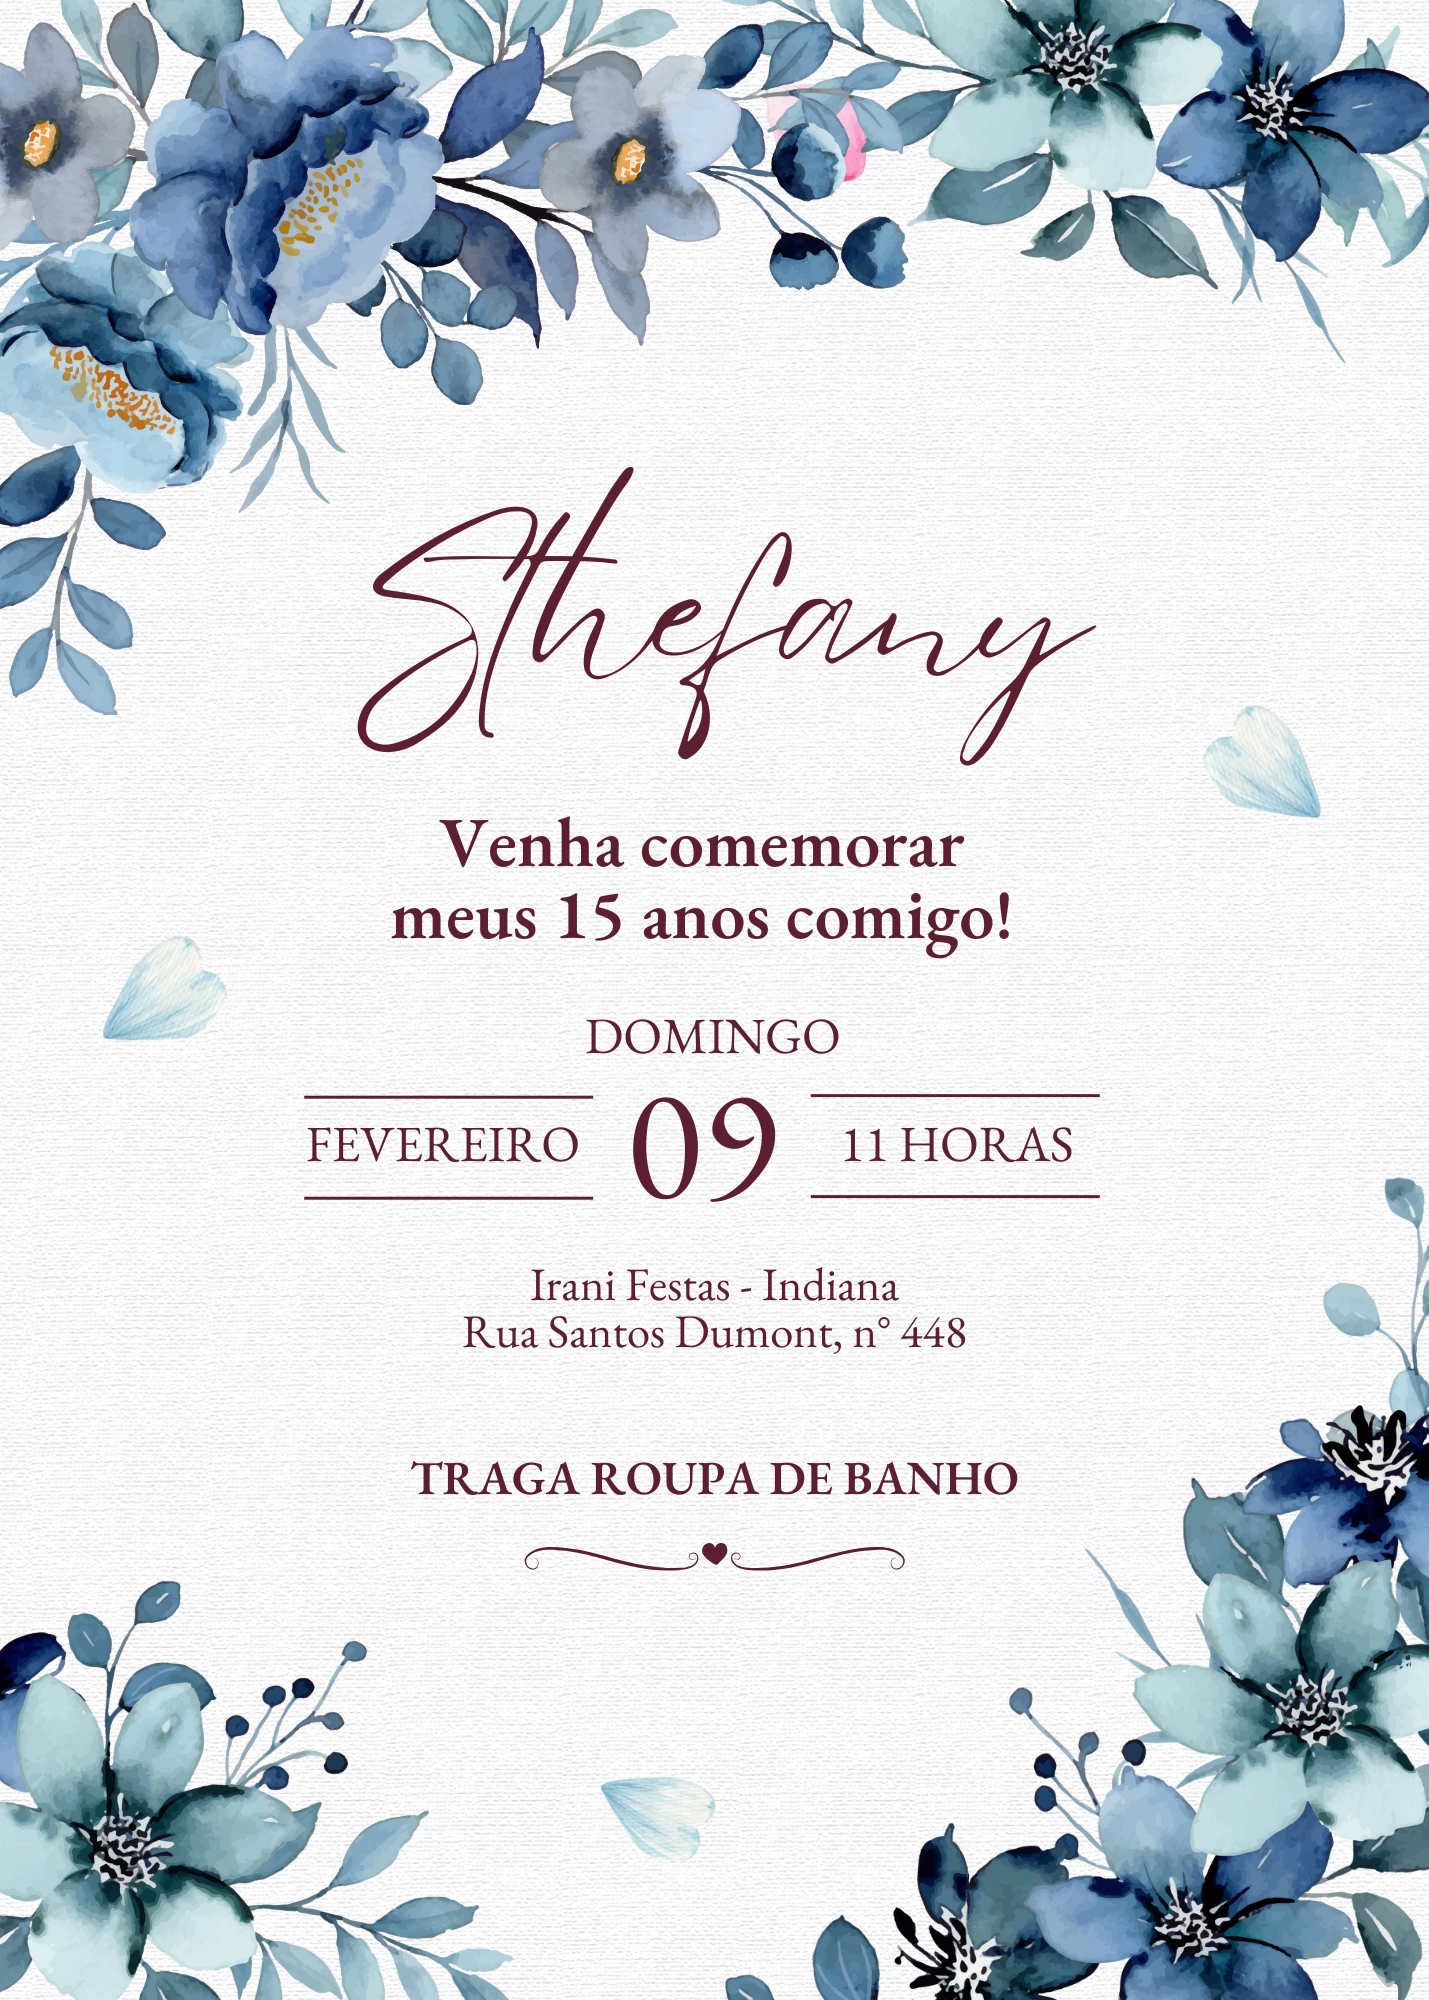 Sthefany
Venha comemorar
meus 15 anos comigo!
DOMINGO
FEVEREIRO 09 11 HORAS
Irani Festas - Indiana
Rua Santos Dumont, n° 448
TRAGA ROUPA DE BANHO